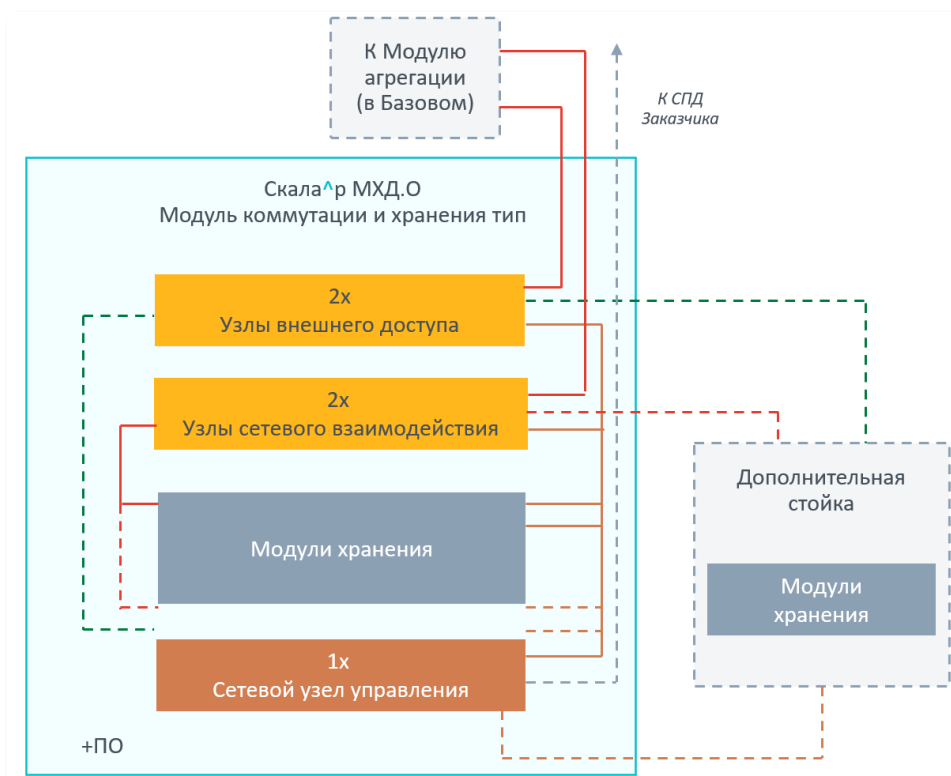 К Модулю
агрегации
(в Базовом)
К СПД
Заказчика
Скала^р МХД.О
Модуль коммутации и хранения тип
2x
Узлы внешнего доступа
2x
Узлы сетевого взаимодействия
Дополнительная
стойка
Модули хранения
Модули
хранения
1x
Сетевой узел управления
+ПО